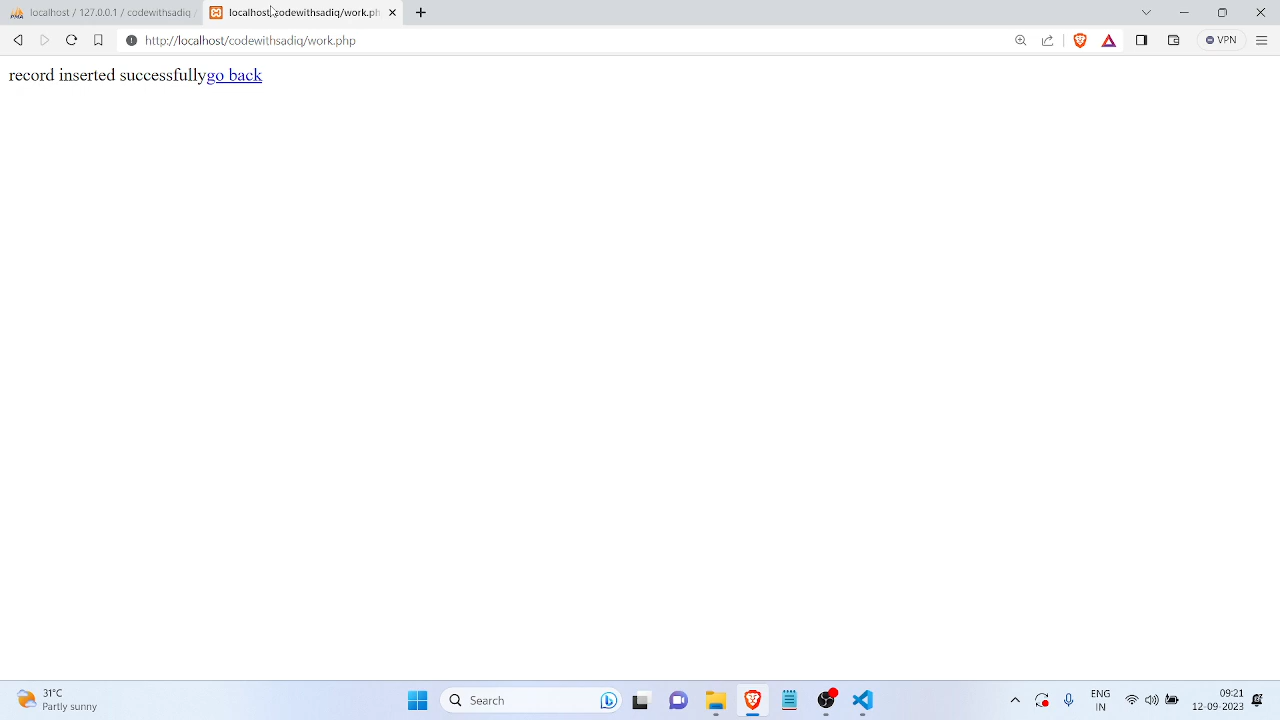 localhost / 127.0.0.1 / codewithsadiq /
localhost/codewithsadiq/work.ph
http://localhost/codewithsadiq/work.php
VPN
record inserted successfullygo back
31°C
Partly sunny
Search
ENG
IN
09:21
12-09-2023